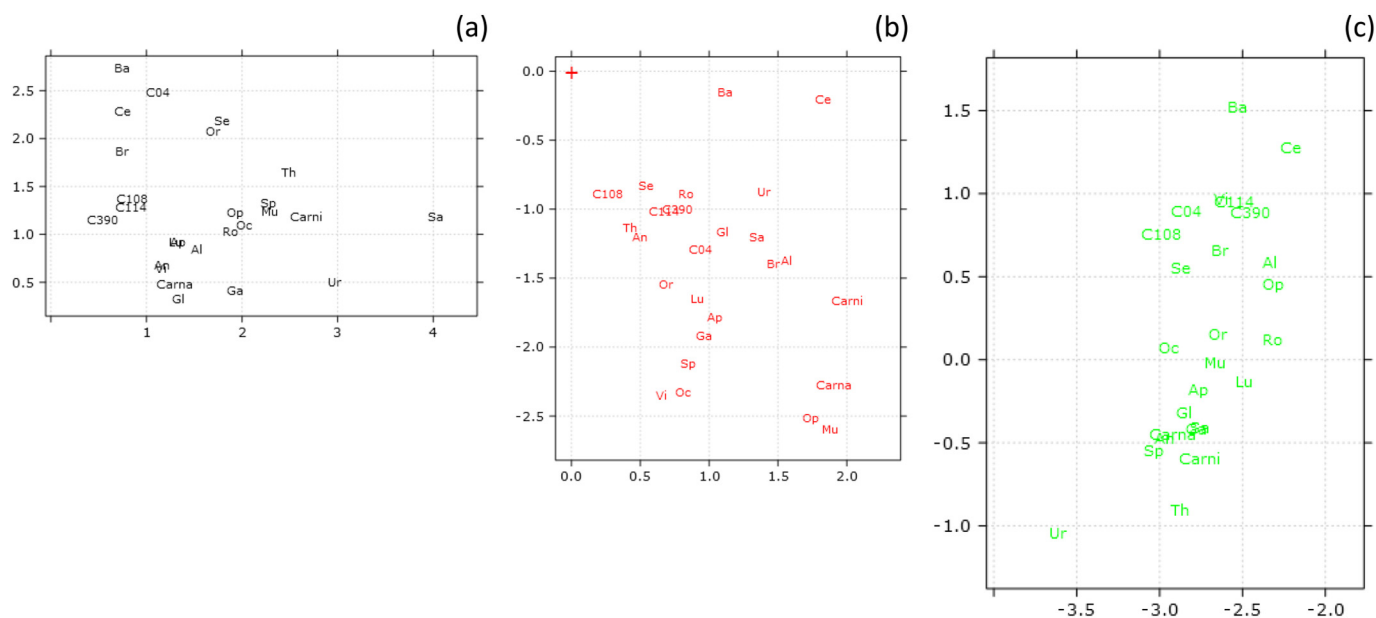 (a)
Ba
C04
2.5
Ce
Se
Or
2.0
Br
Th
1.5
C108
C114
Sp
Mu
C390
Op
Carni
Sa
Oc
Ro
1.0
Lu
Ap
Al
An
Vi
Carna
0.5
Ga
Ur
Gl
1
2
3
4
(b)
0.0
Ba
Ce
-0.5
Se
C108
Ro
Ur
-1.0
C114
C390
Th
An
Gl
Sa
C04
Br
Al
-1.5
Or
Lu
Carni
Ap
Ga
-2.0
Sp
Vi
Oc
Carna
-2.5
Op
Mu
0.0
0.5
1.0
1.5
2.0
(c)
1.5
Ba
Ce
1.0
Vi
C114
C04
C390
C108
Br
Se
Al
0.5
Op
Or
Ro
Oc
0.0
Mu
Lu
Ap
Gl
Sa
Ga
Carna
An
-0.5
Sp
Carni
Th
-1.0
Ur
-3.5
-3.0
-2.5
-2.0